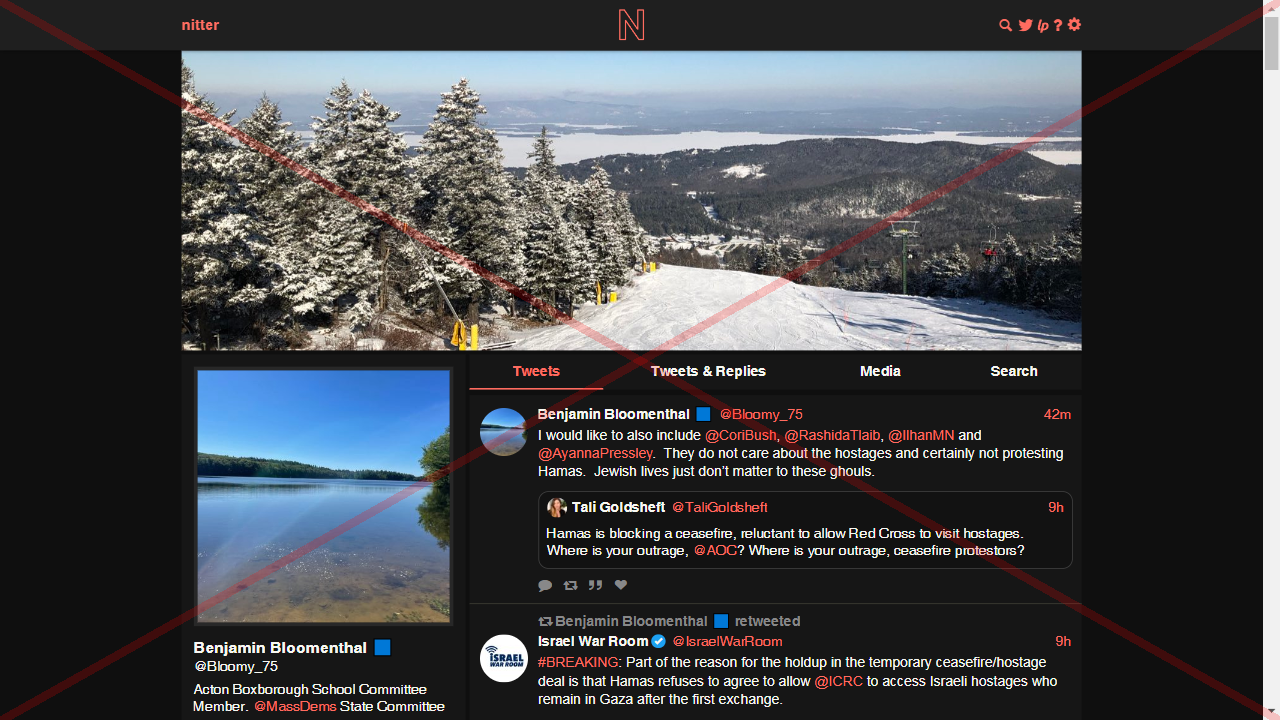 nitter
N
lp ?
Tweets
Tweets & Replies
Media
Search
Benjamin Bloomenthal 🟦 @Bloomy_75 42m
I would like to also include @CoriBush, @RashidaTlaib, @IlhanMN and
@AyannaPressley. They do not care about the hostages and certainly not protesting
Hamas. Jewish lives just don't matter to these ghouls.
Tali Goldsheft @TaliGoldsheft 9h
Hamas is blocking a ceasefire, reluctant to allow Red Cross to visit hostages.
Where is your outrage, @AOC? Where is your outrage, ceasefire protestors?
Benjamin Bloomenthal 🟦 retweeted
Israel War Room @IsraelWarRoom 9h
ISRAEL
WAR ROOM
#BREAKING: Part of the reason for the holdup in the temporary ceasefire/hostage
deal is that Hamas refuses to agree to allow @ICRC to access Israeli hostages who
remain in Gaza after the first exchange.
Benjamin Bloomenthal 🟦
@Bloomy_75
Acton Boxborough School Committee
Member. @MassDems State Committee